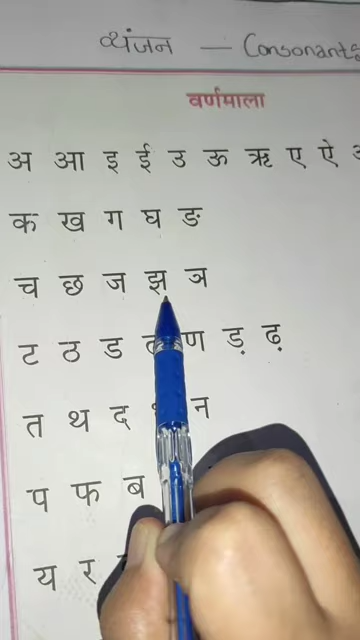 व्यंजन — Consonants
वर्णमाला
अ आ इ ई उ ऊ ऋ ए ऐ
क ख ग घ ङ
च छ ज झ ञ
ट ठ ड ण ड़ ढ़
त थ द न
प फ ब
य र